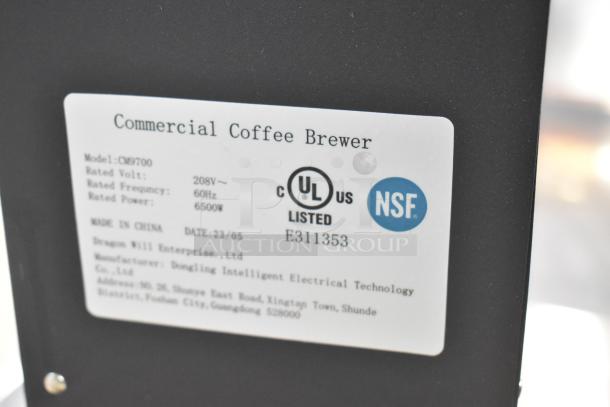 Commercial Coffee Brewer
Model:CM9700
Rated Volt: 208V~
Rated Frequncy: 60Hz
Rated Power: 6500W
C UL US
LISTED
E311353
NSF
MADE IN CHINA DATE:23/05
Dragon Will Enterprise.,Ltd
Manufacturer: Dongling Intelligent Electrical Technology
Co.,Ltd
Address:NO.26,Shunye East Road,Xingtan Town,Shunde
District,Foshan City,Guangdong 528000
PCI
AUCTION GROUP